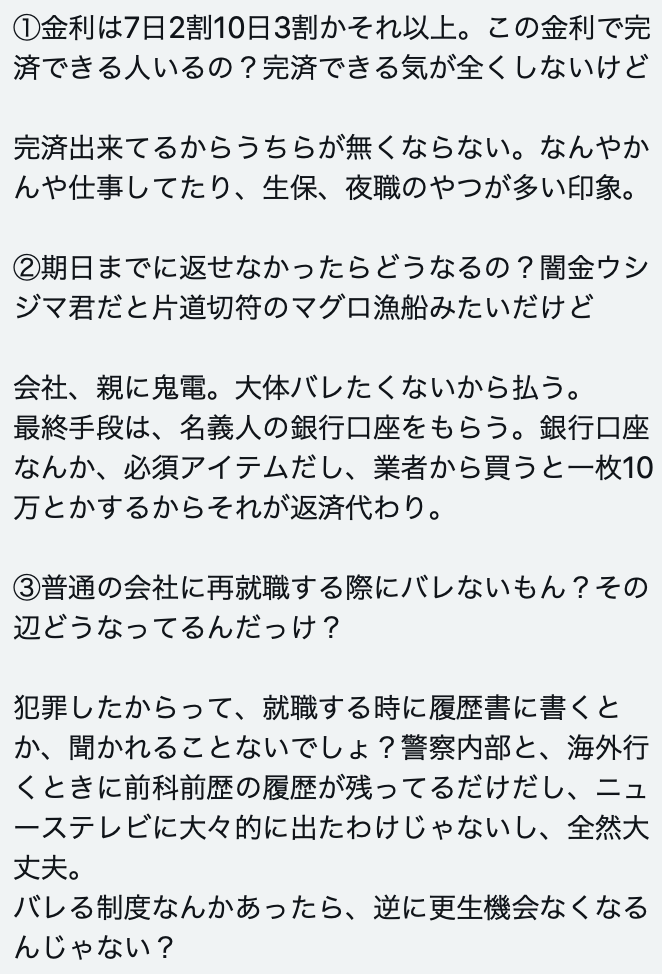 ①金利は7日2割10日3割かそれ以上。この金利で完
済できる人いるの？完済できる気が全くしないけど
完済出来てるからうちらが無くならない。なんやか
んや仕事してたり、生保、夜職のやつが多い印象。
②期日までに返せなかったらどうなるの？闇金ウシ
ジマ君だと片道切符のマグロ漁船みたいだけど
会社、親に鬼電。大体バレたくないから払う。
最終手段は、名義人の銀行口座をもらう。銀行口座
なんか、必須アイテムだし、業者から買うと一枚10
万とかするからそれが返済代わり。
③普通の会社に再就職する際にバレないもん？その
辺どうなってるんだっけ？
犯罪したからって、就職する時に履歴書に書くと
か、聞かれることないでしょ？警察内部と、海外行
くときに前科前歴の履歴が残ってるだけだし、ニュ
ーステレビに大々的に出たわけじゃないし、全然大
丈夫。
バレる制度なんかあったら、逆に更生機会なくなる
んじゃない？